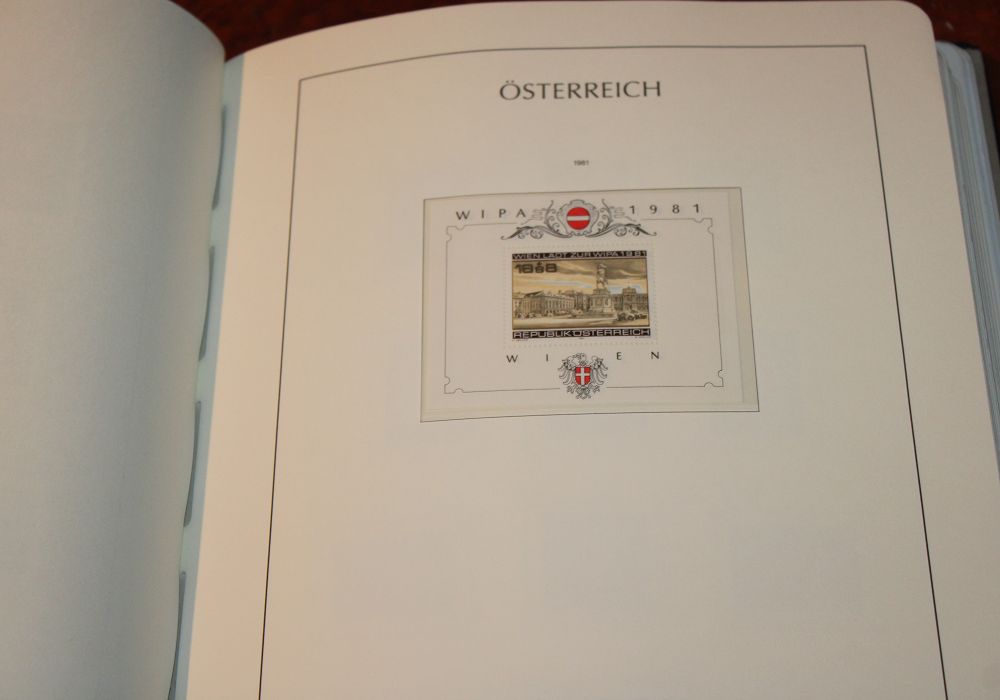 ÖSTERREICH
1981
WIPA 1981
WIEN LÄDT ZUR WIPA 1981
REPUBLIK ÖSTERREICH
WIEN